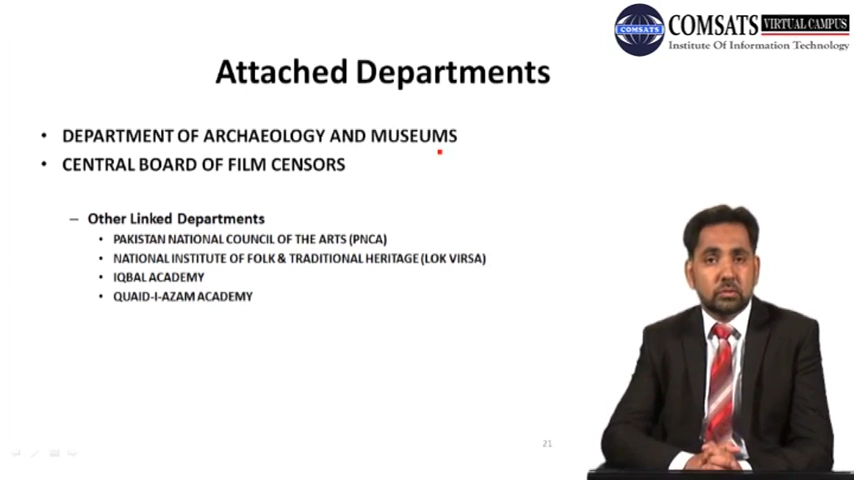 COMSATS VIRTUAL CAMPUS
Institute Of Information Technology
COMSATS
Attached Departments
• DEPARTMENT OF ARCHAEOLOGY AND MUSEUMS
• CENTRAL BOARD OF FILM CENSORS
– Other Linked Departments
• PAKISTAN NATIONAL COUNCIL OF THE ARTS (PNCA)
• NATIONAL INSTITUTE OF FOLK & TRADITIONAL HERITAGE (LOK VIRSA)
• IQBAL ACADEMY
• QUAID-I-AZAM ACADEMY
21